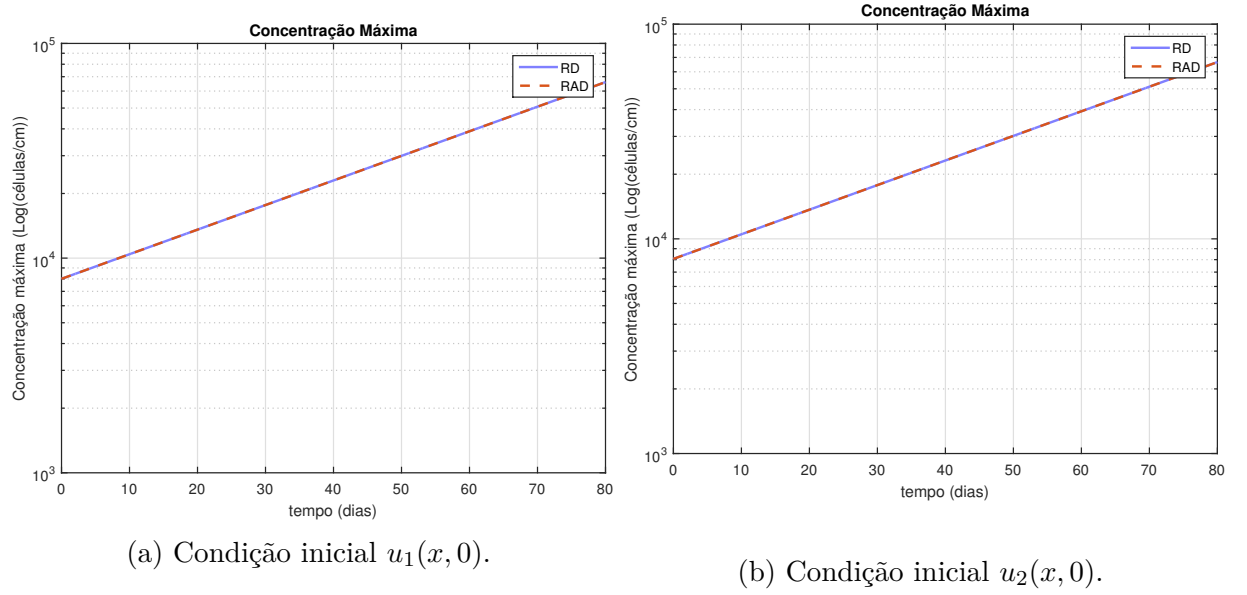 Concentração Máxima
Concentração máxima (Log(células/cm))
10^5
10^4
10^3
RD
RAD
0 10 20 30 40 50 60 70 80
tempo (dias)
(a) Condição inicial u_1(x, 0).
Concentração Máxima
Concentração máxima (Log(células/cm))
10^5
10^4
10^3
RD
RAD
0 10 20 30 40 50 60 70 80
tempo (dias)
(b) Condição inicial u_2(x, 0).